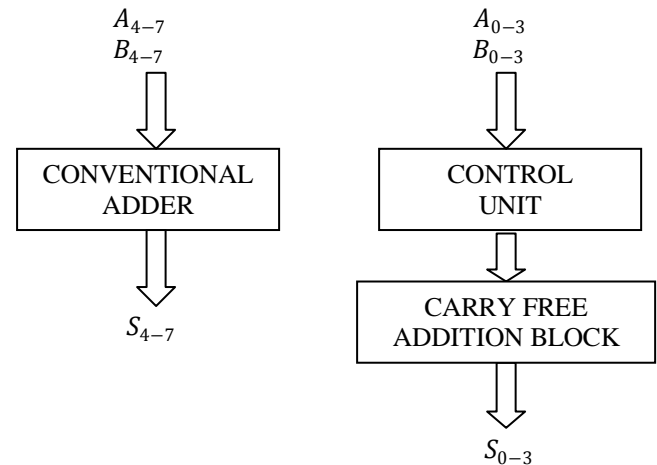 A₄₋₇
B₄₋₇
CONVENTIONAL
ADDER
S₄₋₇
A₀₋₃
B₀₋₃
CONTROL
UNIT
CARRY FREE
ADDITION BLOCK
S₀₋₃